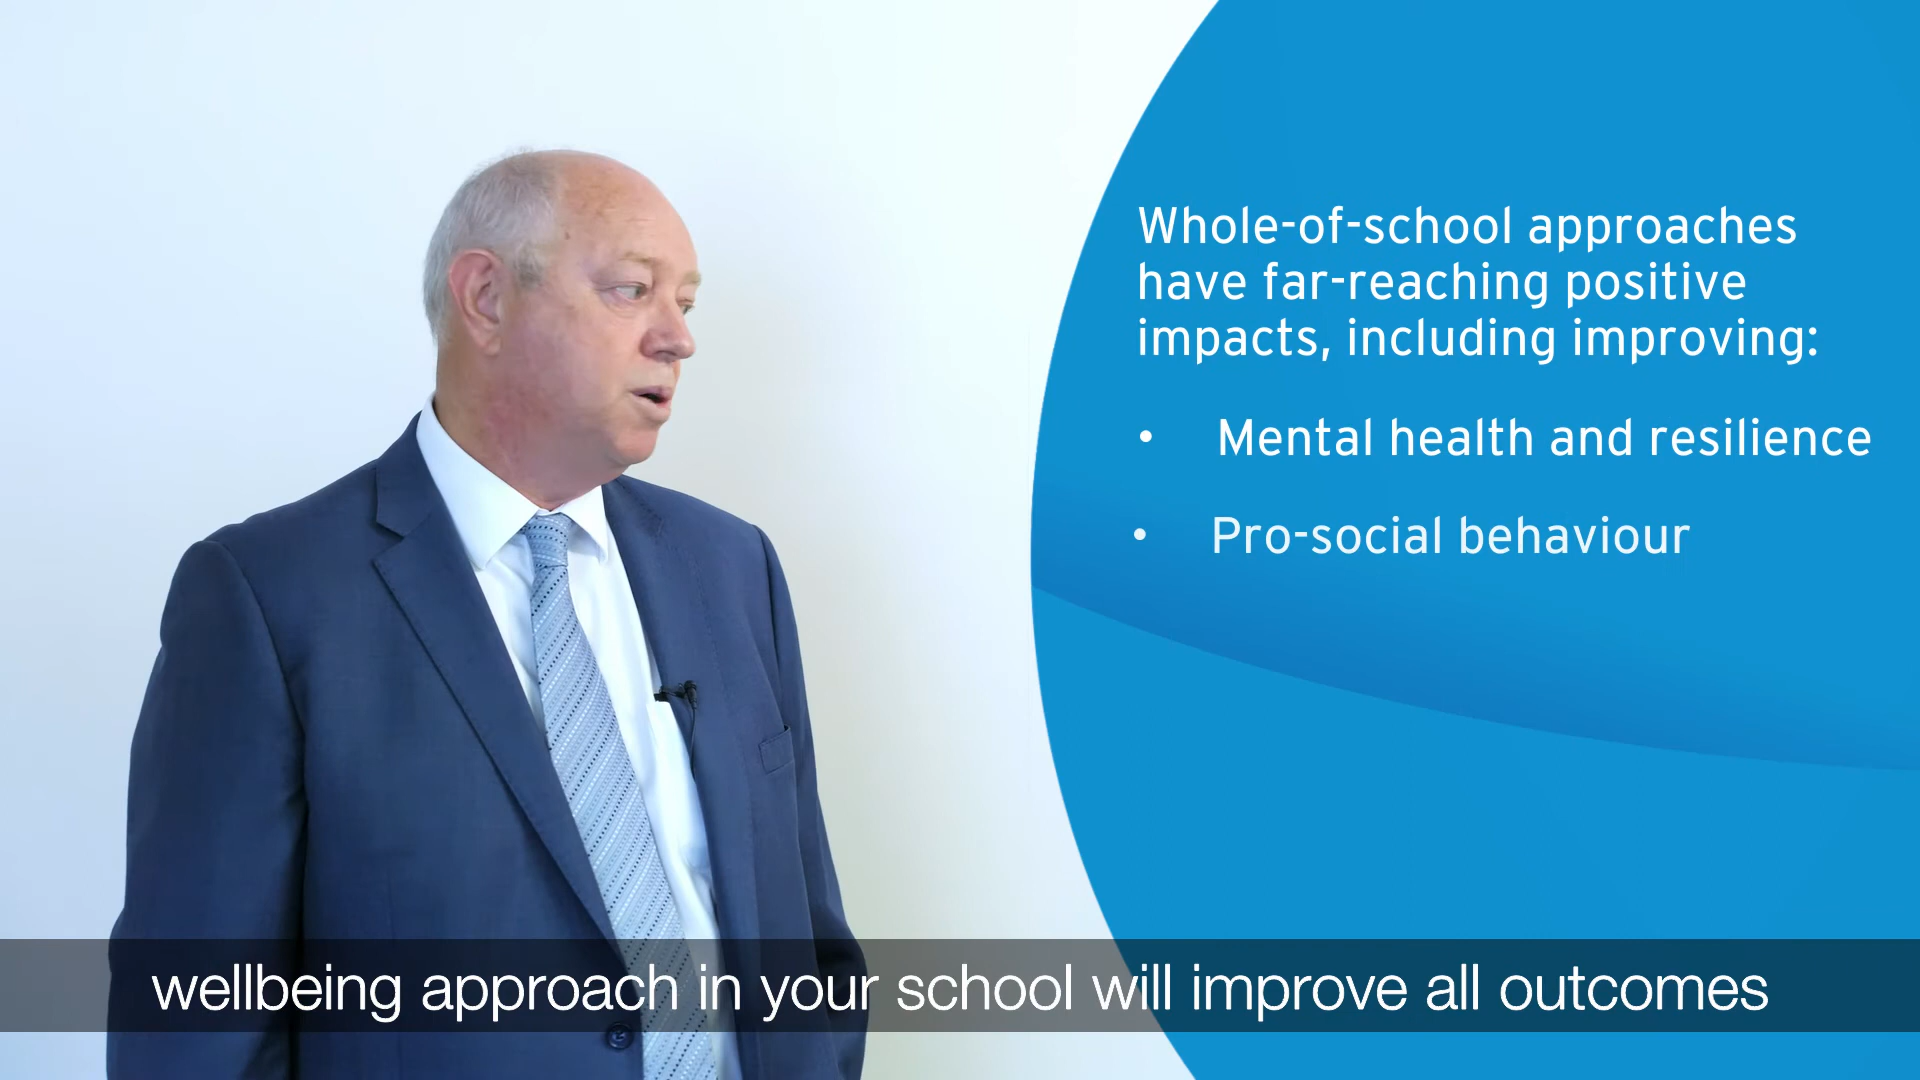 Whole-of-school approaches
have far-reaching positive
impacts, including improving:
• Mental health and resilience
• Pro-social behaviour
wellbeing approach in your school will improve all outcomes